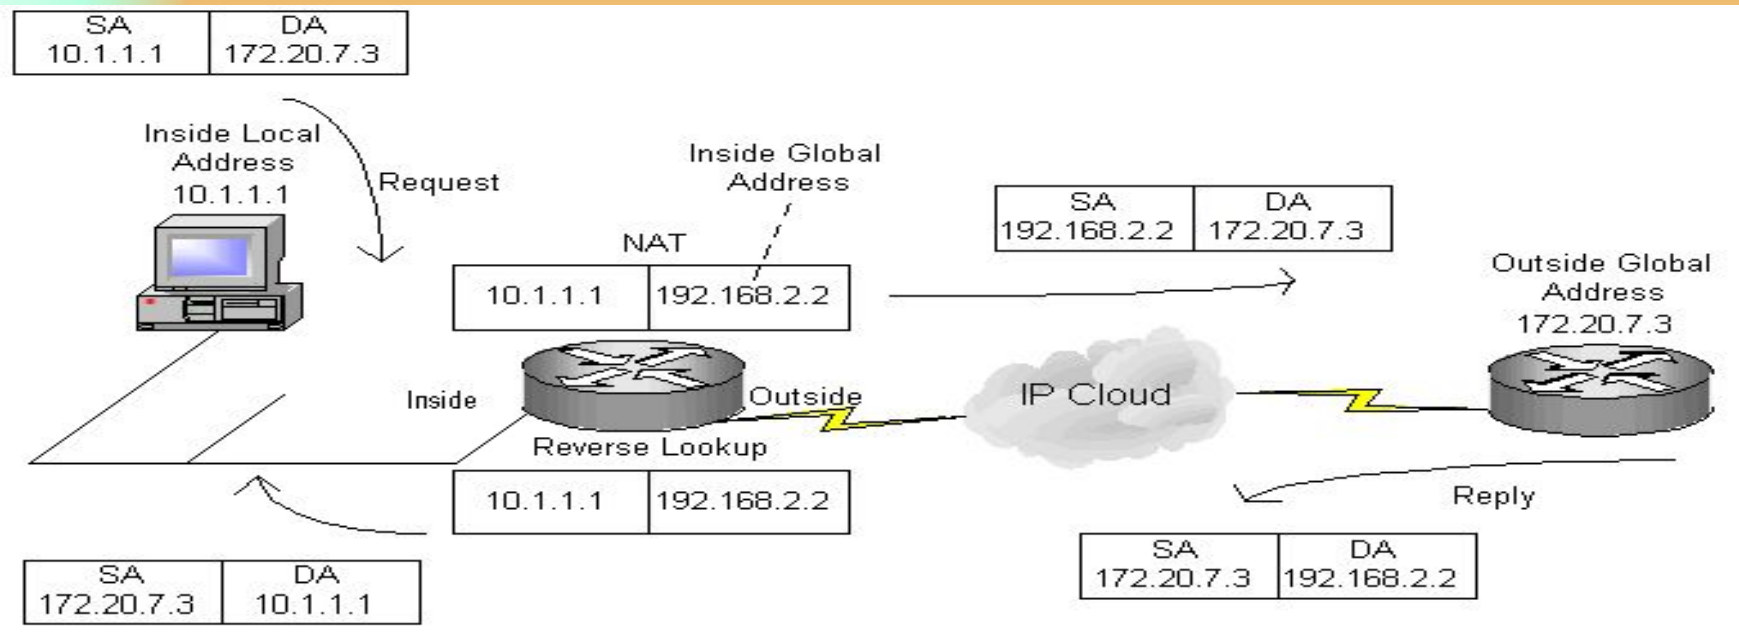 SA DA
10.1.1.1 172.20.7.3
Inside Local
Address
10.1.1.1
Request
Inside Global
Address
NAT
10.1.1.1 192.168.2.2
SA DA
192.168.2.2 172.20.7.3
Outside Global
Address
172.20.7.3
Inside
Outside
IP Cloud
Reverse Lookup
10.1.1.1 192.168.2.2
Reply
SA DA
172.20.7.3 192.168.2.2
SA DA
172.20.7.3 10.1.1.1